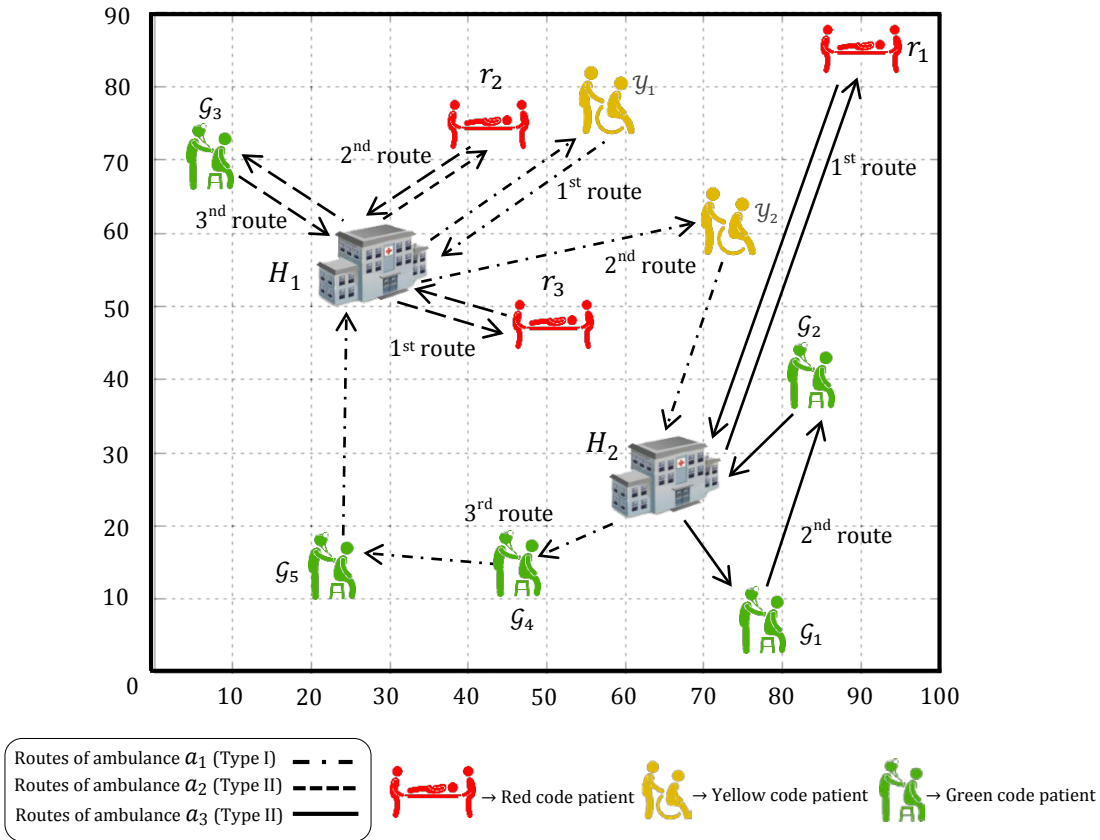 90
80
70
60
50
40
30
20
10
0
10 20 30 40 50 60 70 80 90 100
r₁
r₂
𝒴₁
𝒢₃
2ⁿᵈ route
1ˢᵗ route
1ˢᵗ route
3ⁿᵈ route
𝒴₂
2ⁿᵈ route
H₁
r₃
1ˢᵗ route
𝒢₂
H₂
3ʳᵈ route
2ⁿᵈ route
𝒢₅
𝒢₄
𝒢₁
Routes of ambulance a₁ (Type I)
Routes of ambulance a₂ (Type II)
Routes of ambulance a₃ (Type II)
→ Red code patient
→ Yellow code patient
→ Green code patient